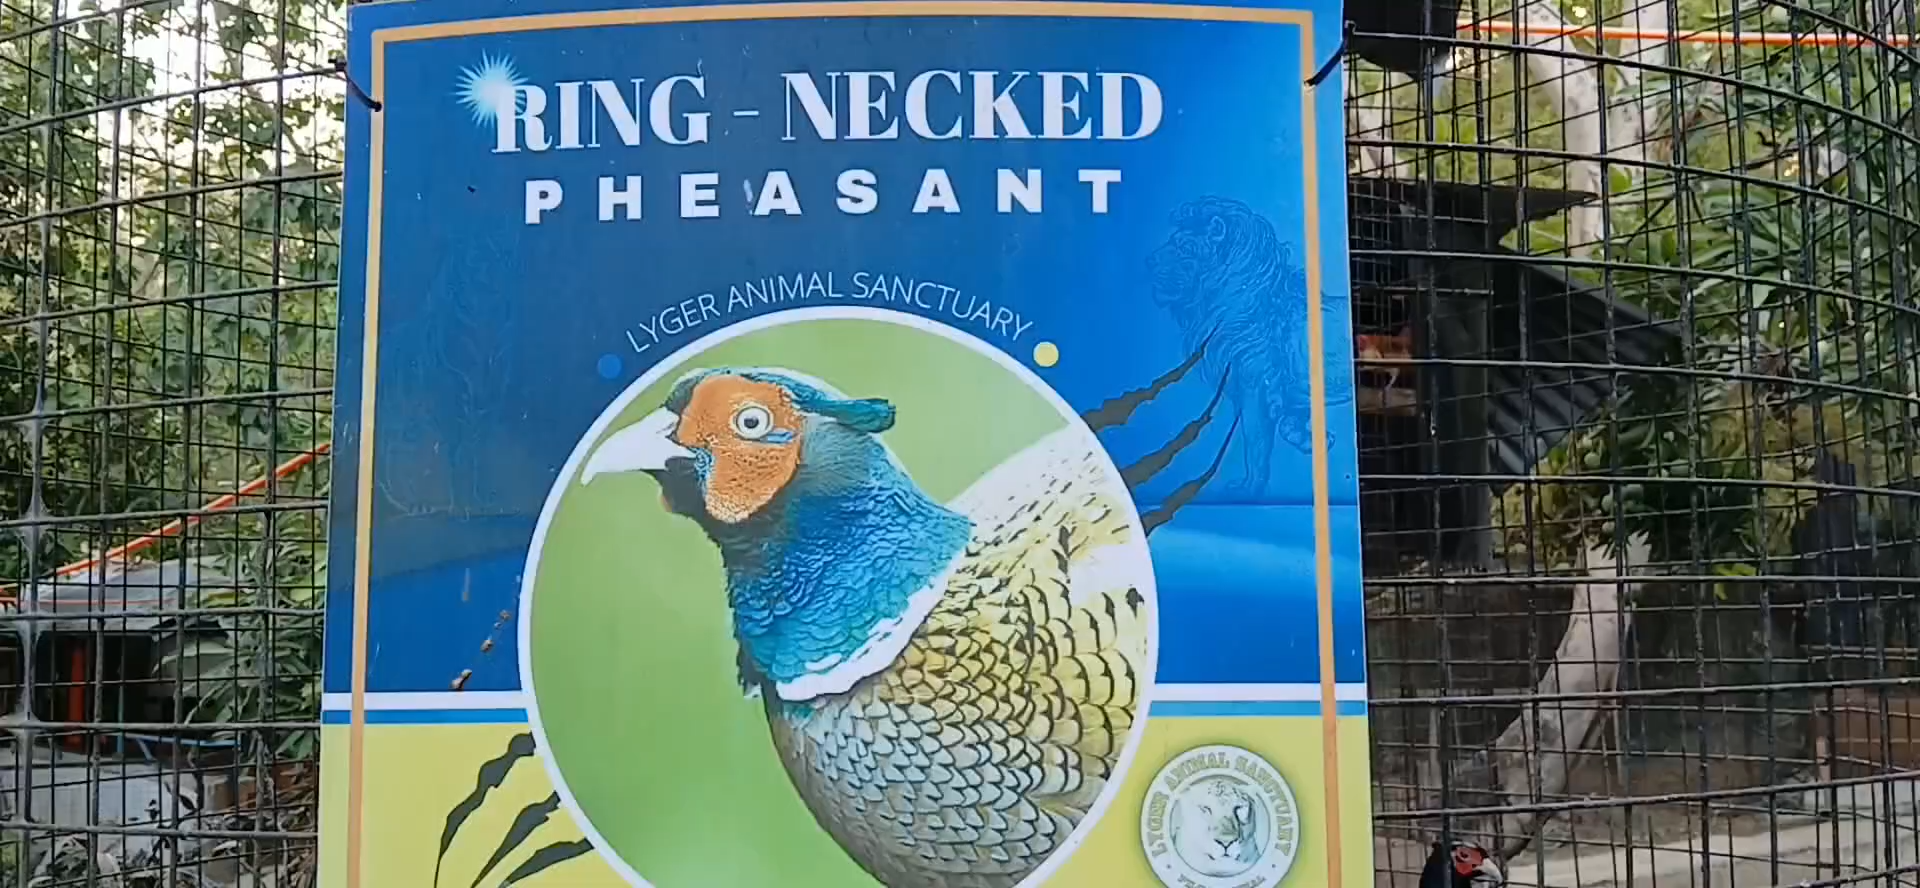 RING - NECKED
PHEASANT
LYGER ANIMAL SANCTUARY
LYGER ANIMAL SANCTUARY